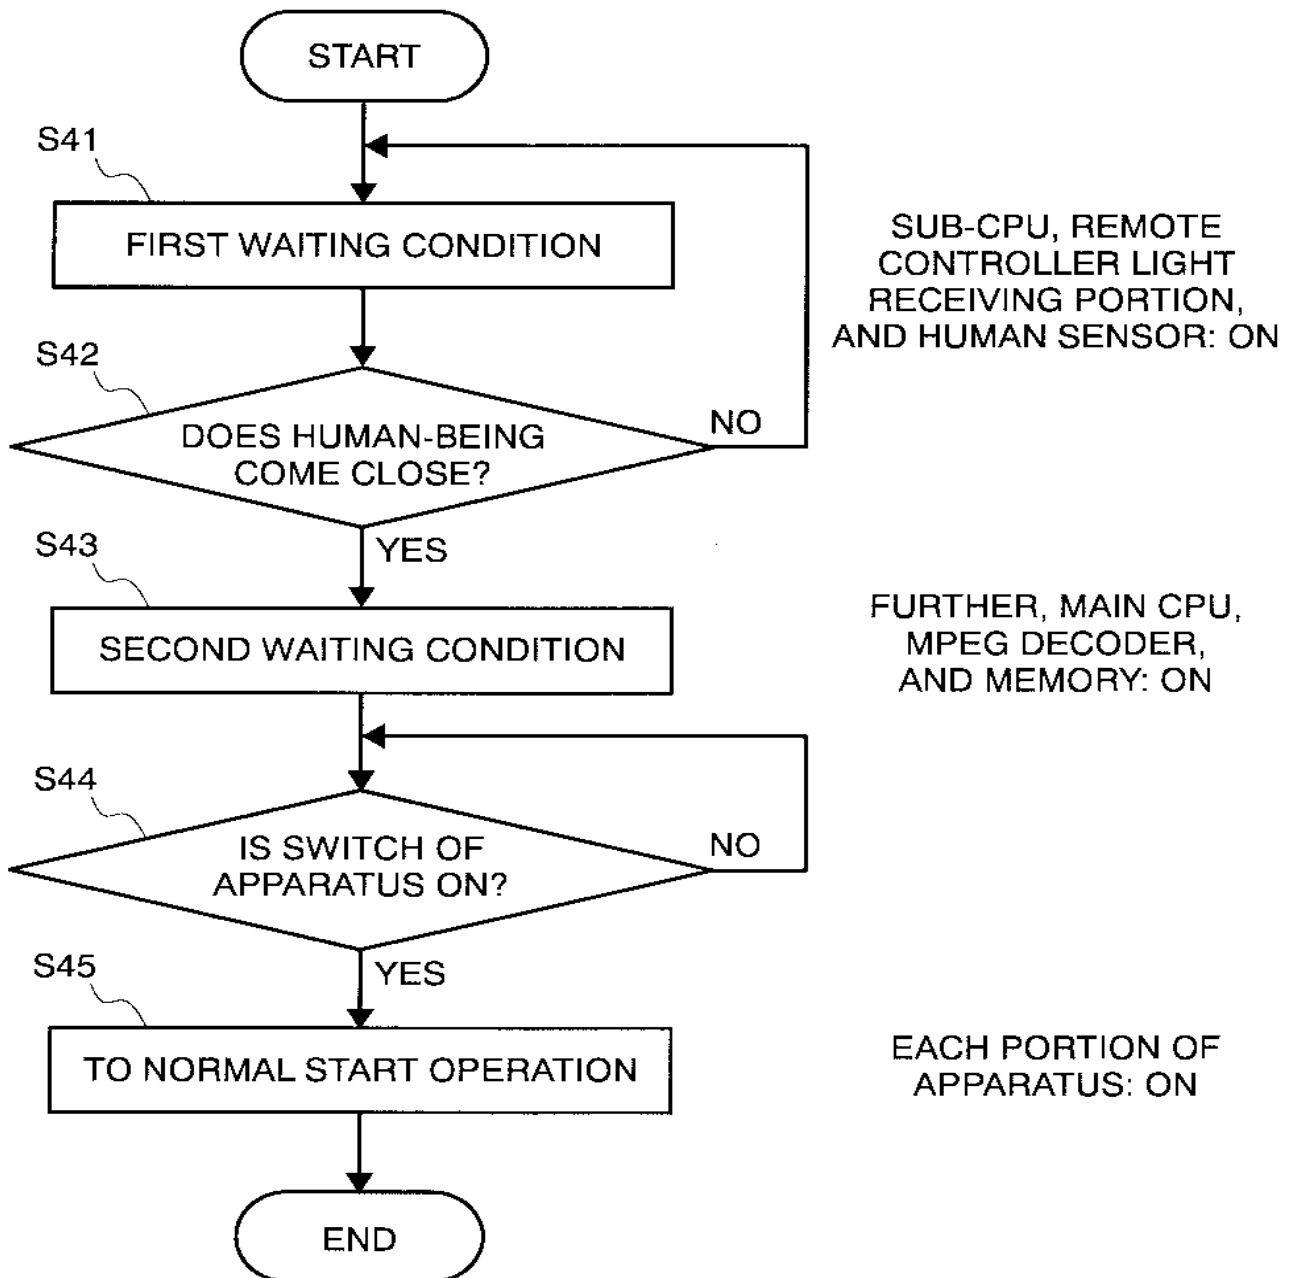 START
S41
FIRST WAITING CONDITION
SUB-CPU, REMOTE
CONTROLLER LIGHT
RECEIVING PORTION,
AND HUMAN SENSOR: ON
S42
DOES HUMAN-BEING
COME CLOSE?
NO
YES
S43
SECOND WAITING CONDITION
FURTHER, MAIN CPU,
MPEG DECODER,
AND MEMORY: ON
S44
IS SWITCH OF
APPARATUS ON?
NO
YES
S45
TO NORMAL START OPERATION
EACH PORTION OF
APPARATUS: ON
END